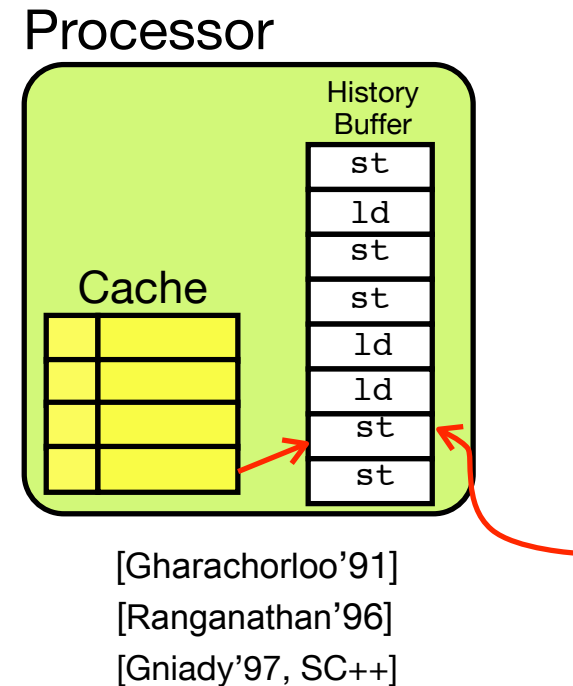 Processor
History
Buffer
st
ld
st
st
ld
ld
st
st
Cache
[Gharachorloo’91]
[Ranganathan’96]
[Gniady’97, SC++]